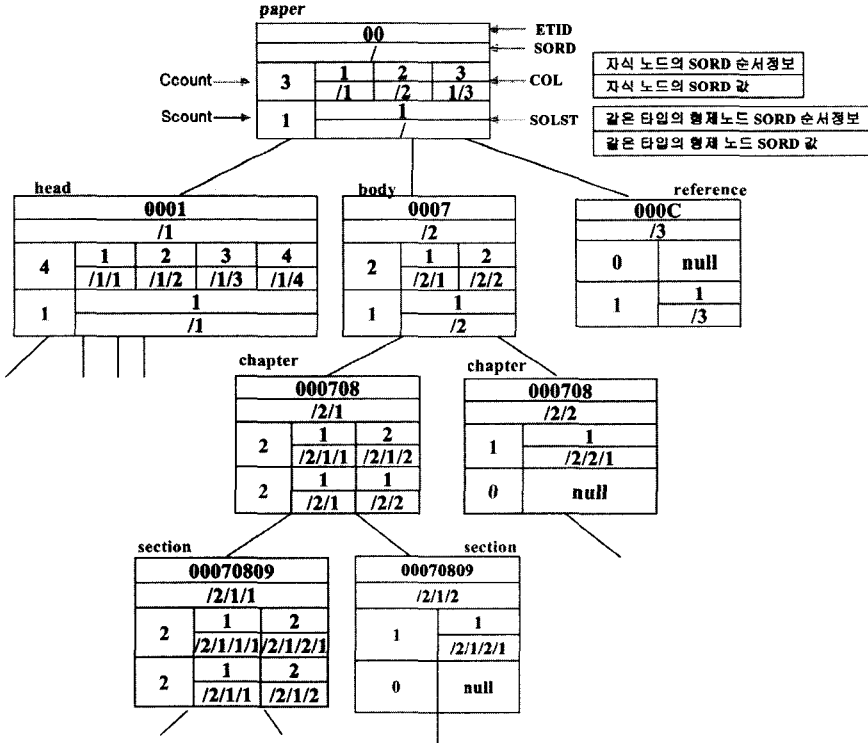 paper
00
ETID
/
SORD
Ccount
3
1 2 3
/1 /2 1/3
COL
자식 노드의 SORD 순서정보
자식 노드의 SORD 값
Scount
1
1
/
SOLST
같은 타입의 형제노드 SORD 순서정보
같은 타입의 형제 노드 SORD 값
head
0001
/1
4
1 2 3 4
/1/1 /1/2 /1/3 /1/4
1
1
/1
body
0007
/2
2
1 2
/2/1 /2/2
1
1
/2
reference
000C
/3
0 null
1
1
/3
chapter
000708
/2/1
2
1 2
/2/1/1 /2/1/2
2
1 1
/2/1 /2/2
chapter
000708
/2/2
1
1
/2/2/1
0 null
section
00070809
/2/1/1
2
1 2
/2/1/1/1 /2/1/2/1
2
1 2
/2/1/1 /2/1/2
section
00070809
/2/1/2
1
1
/2/1/2/1
0 null